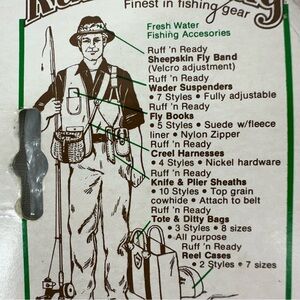 Finest in fishing gear
Fresh Water
Fishing Accesories
Ruff 'n Ready
Sheepskin Fly Band
(Velcro adjustment)
Ruff 'n Ready
Wader Suspenders
• 7 Styles • Fully adjustable
Ruff 'n Ready
Fly Books
• 5 Styles • Suede w/fleece
liner • Nylon Zipper
Ruff 'n Ready
Creel Harnesses
• 4 Styles • Nickel hardware
Ruff 'n Ready
Knife & Plier Sheaths
• 10 Styles • Top grain
cowhide • Attach to belt
Ruff 'n Ready
Tote & Ditty Bags
• 3 Styles • 8 sizes
• All purpose
Ruff 'n Ready
Reel Cases
• 2 Styles • 7 sizes